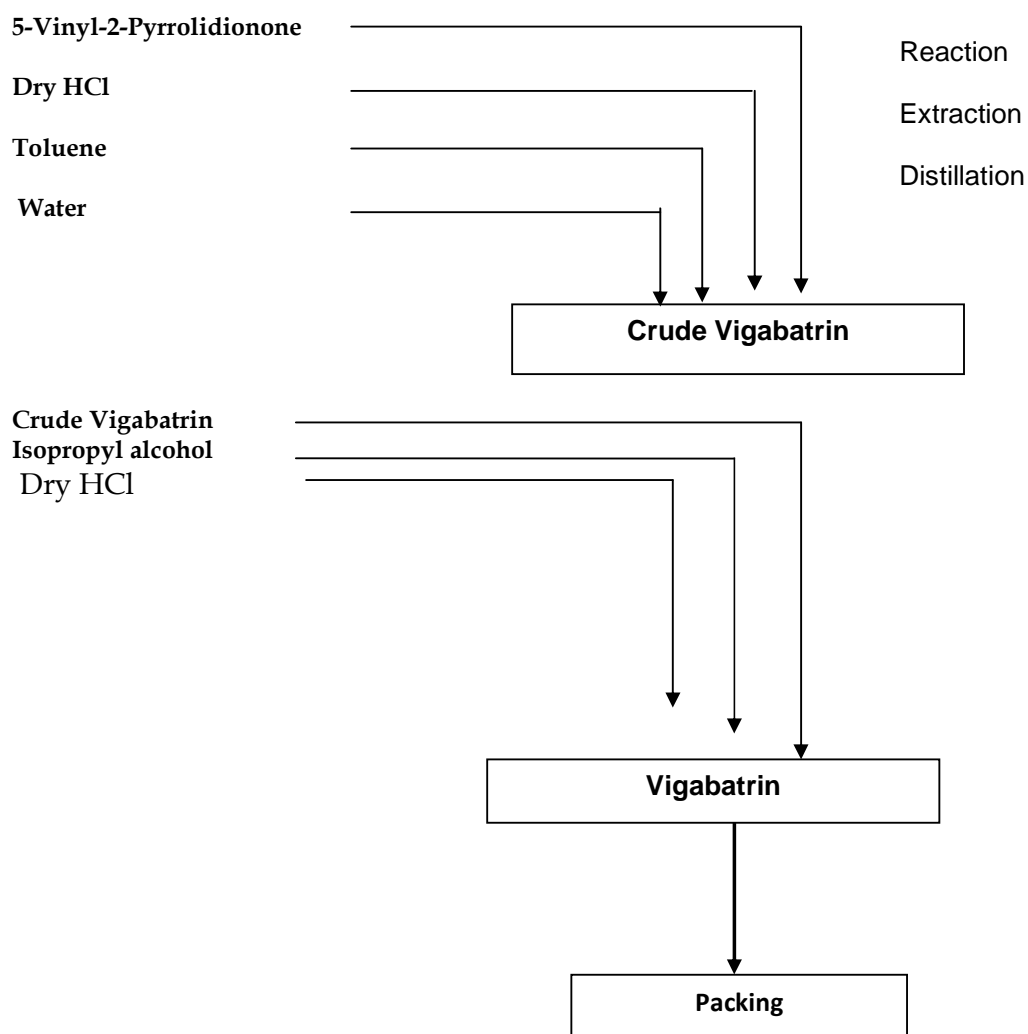 5-Vinyl-2-Pyrrolidionone
Reaction
Dry HCl
Extraction
Toluene
Distillation
Water
Crude Vigabatrin
Crude Vigabatrin
Isopropyl alcohol
Dry HCl
Vigabatrin
Packing